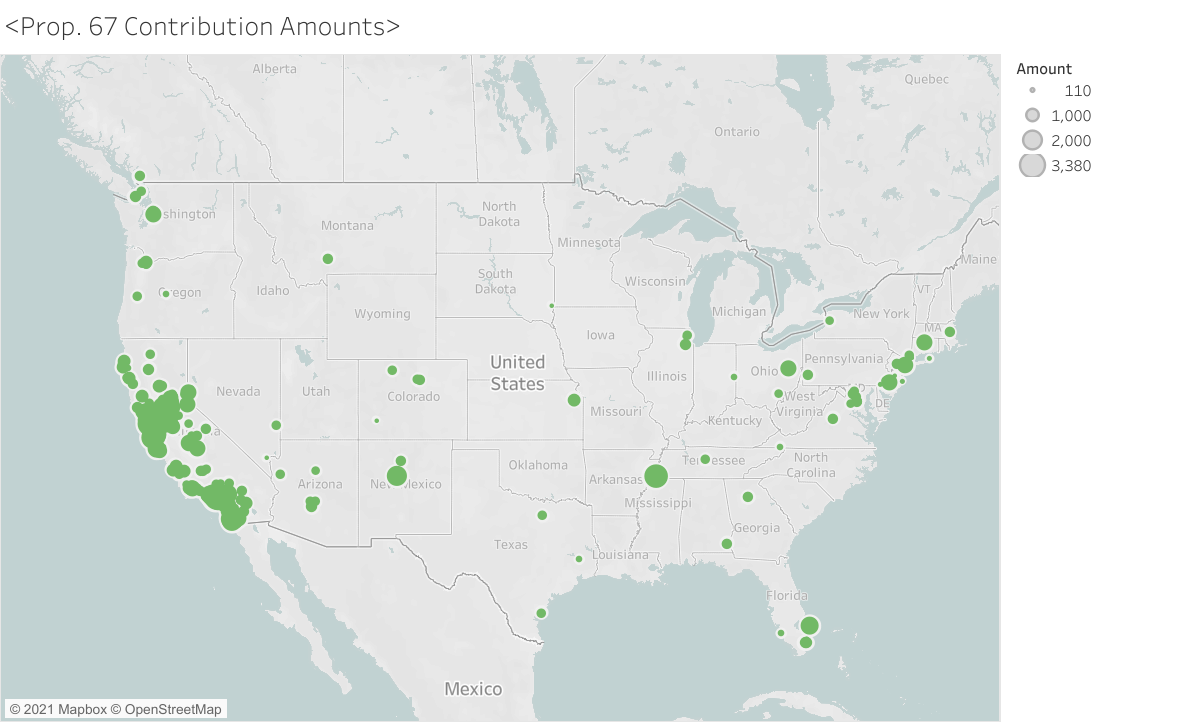 <Prop. 67 Contribution Amounts>
Amount
110
1,000
2,000
3,380
Alberta
Quebec
Ontario
shington
Montana
North
Dakota
Minnesota
Maine
Oregon
Idaho
South
Dakota
Wisconsin
Michigan
VT
New York
MA
Wyoming
Iowa
United
States
Nevada
Utah
Colorado
Illinois
Ohio
Pennsylvania
Missouri
West
Virginia
DE
Kentucky
Arizona
New Mexico
Oklahoma
Arkansas
Tennessee
North
Carolina
Mississippi
Georgia
Texas
Louisiana
Florida
Mexico
© 2021 Mapbox © OpenStreetMap